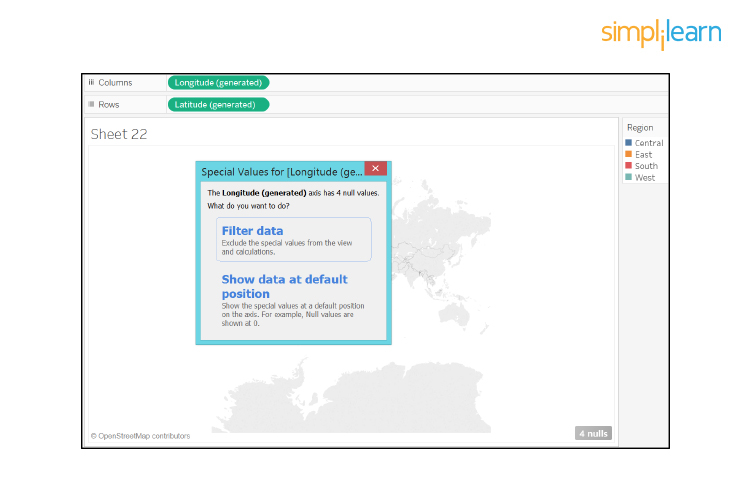 simplilearn
Columns
Longitude (generated)
Rows
Latitude (generated)
Sheet 22
Region
Central
East
South
West
Special Values for [Longitude (ge...
The Longitude (generated) axis has 4 null values.
What do you want to do?
Filter data
Exclude the special values from the view
and calculations.
Show data at default
position
Show the special values at a default position
on the axis. For example, Null values are
shown at 0.
© OpenStreetMap contributors
4 nulls